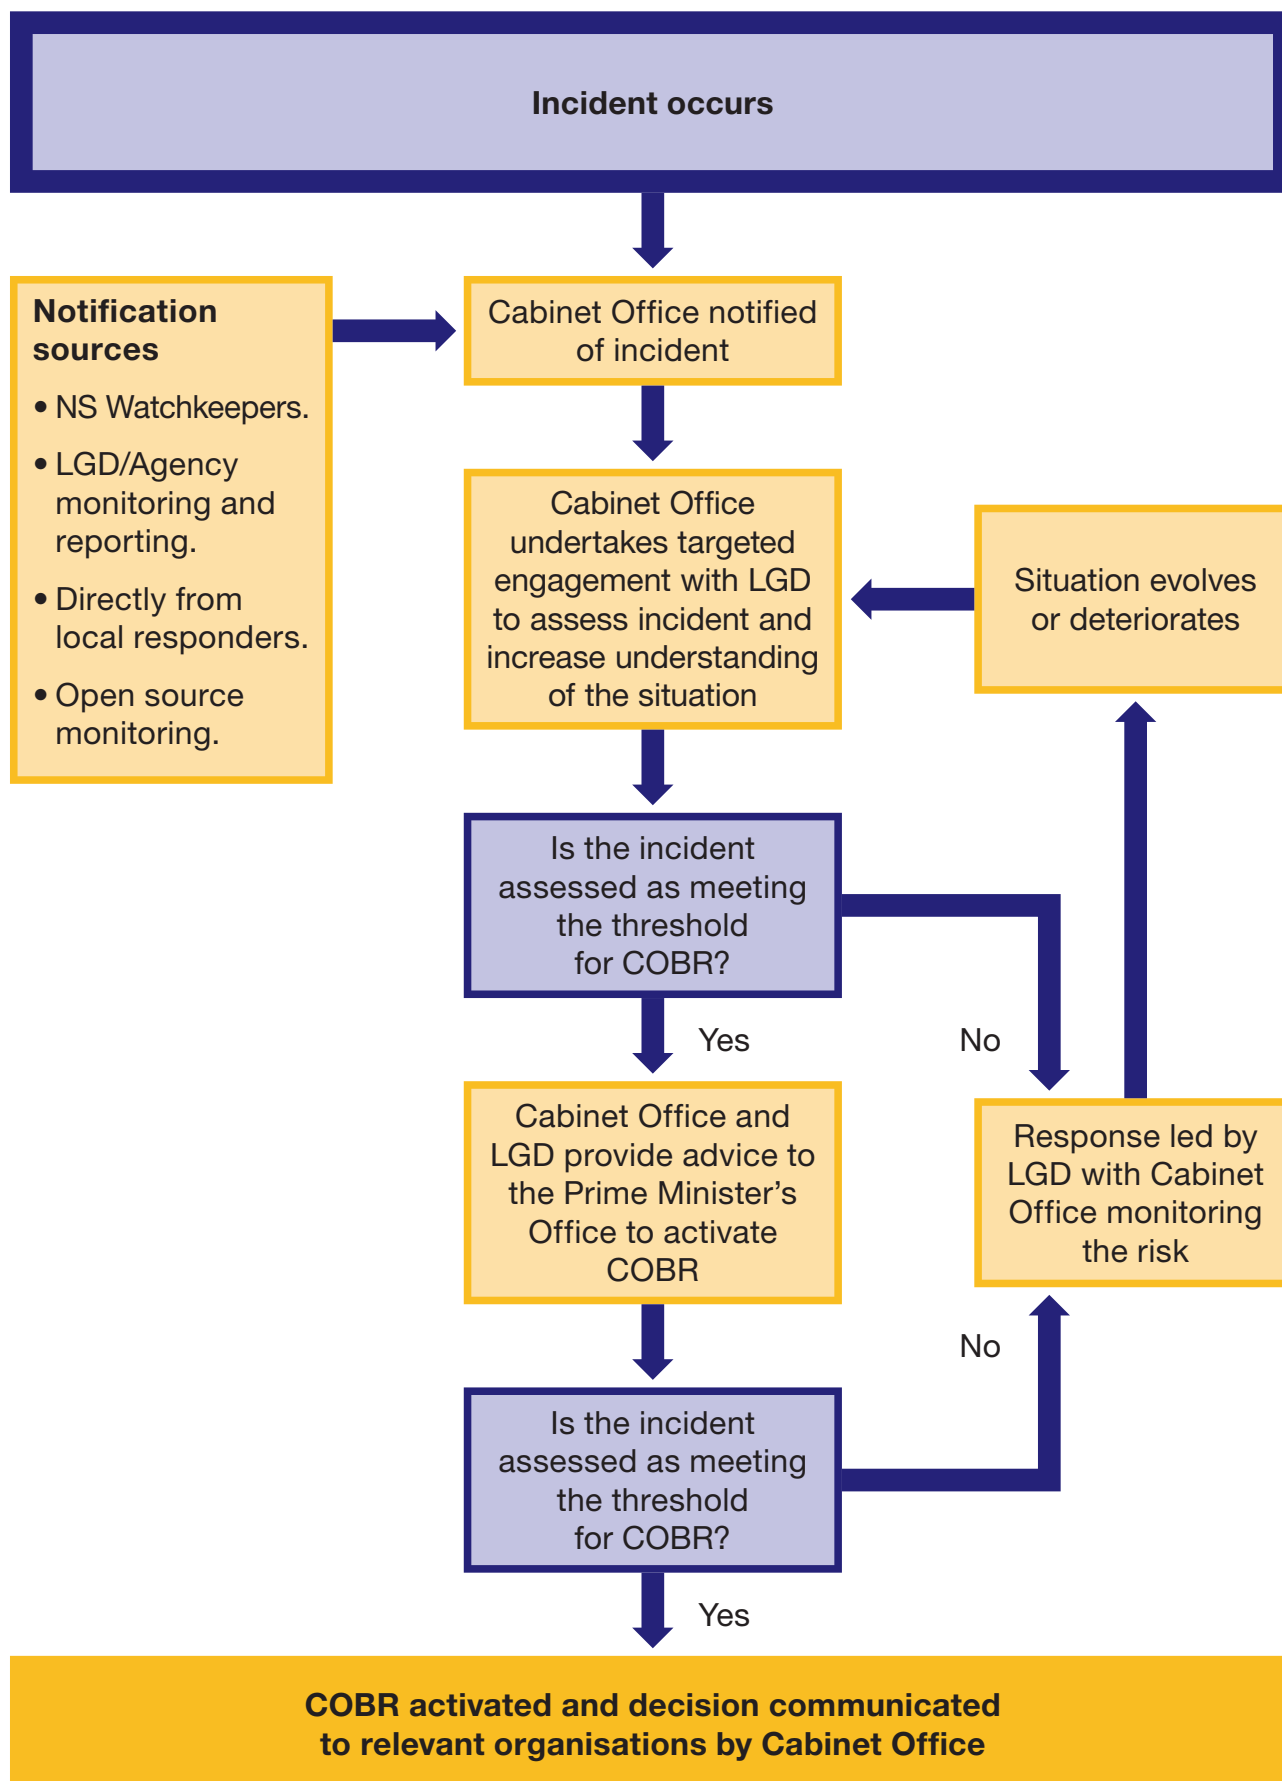 Incident occurs
Notification
sources
• NS Watchkeepers.
• LGD/Agency
monitoring and
reporting.
• Directly from
local responders.
• Open source
monitoring.
Cabinet Office notified
of incident
Cabinet Office
undertakes targeted
engagement with LGD
to assess incident and
increase understanding
of the situation
Situation evolves
or deteriorates
Is the incident
assessed as meeting
the threshold
for COBR?
Yes
No
Cabinet Office and
LGD provide advice to
the Prime Minister’s
Office to activate
COBR
Response led by
LGD with Cabinet
Office monitoring
the risk
No
Is the incident
assessed as meeting
the threshold
for COBR?
Yes
COBR activated and decision communicated
to relevant organisations by Cabinet Office